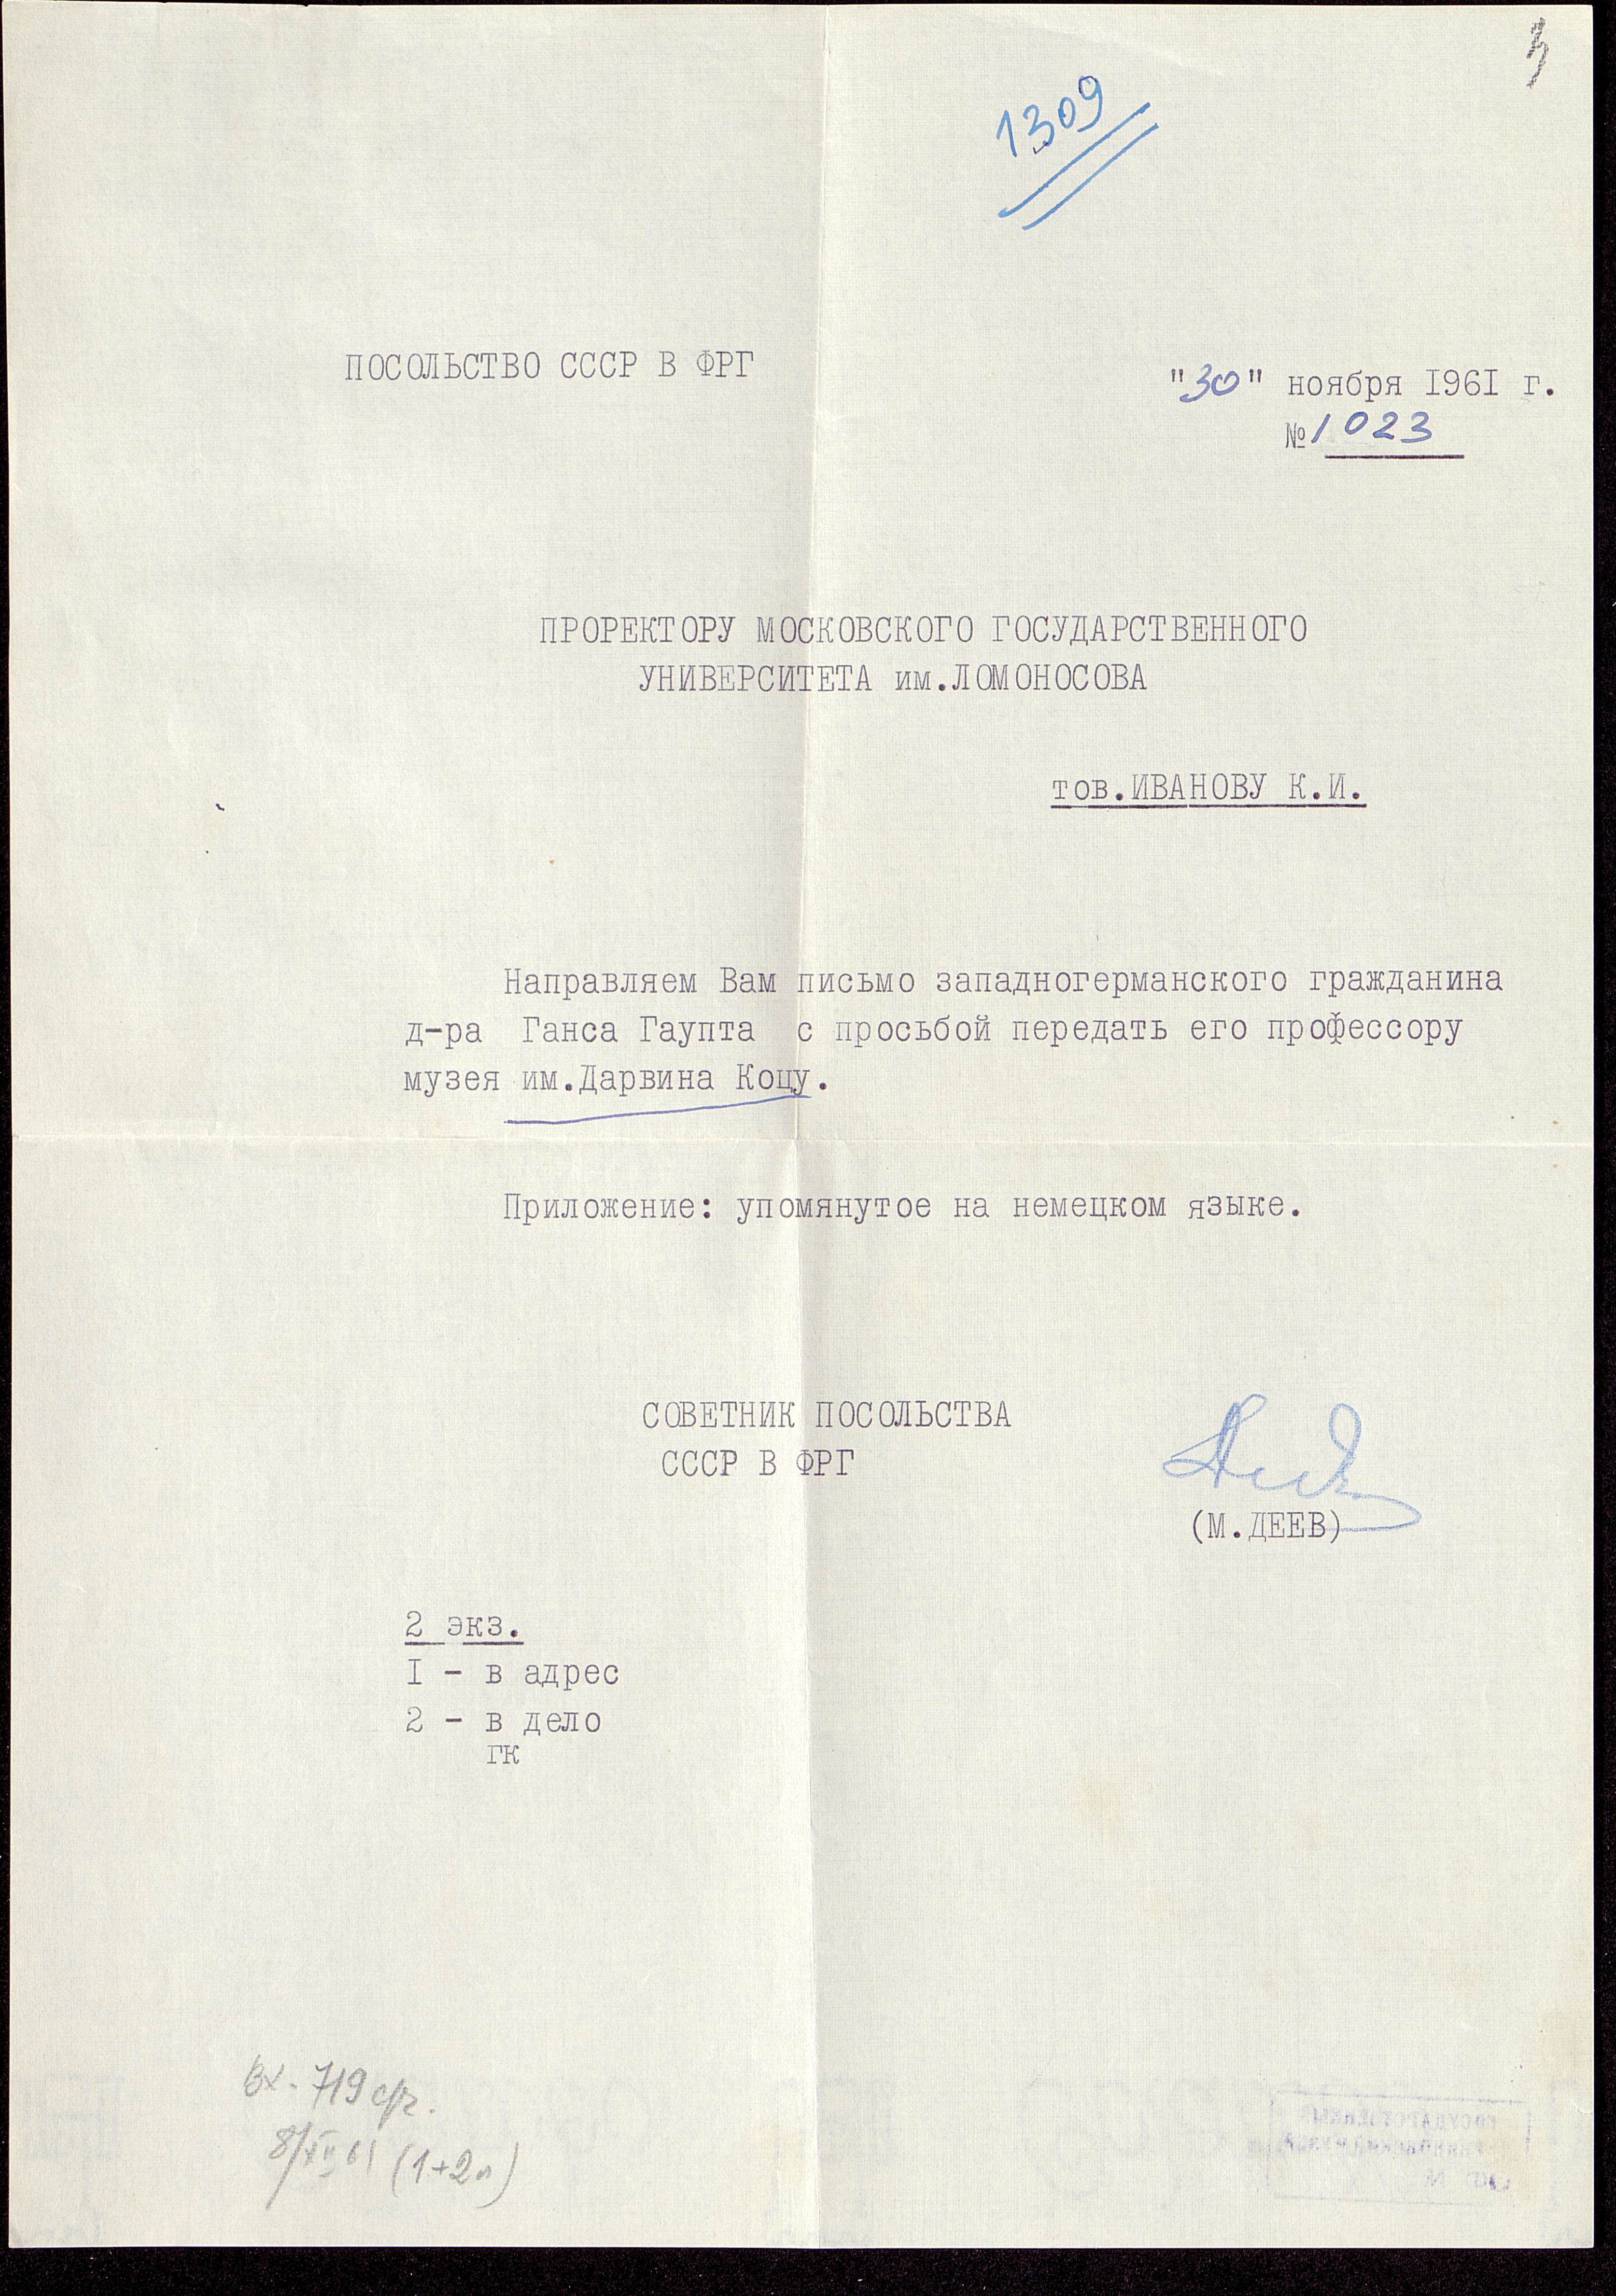 3
1309
ПОСОЛЬСТВО СССР В ФРГ
"30" ноября 1961 г.
№ 1023
ПРОРЕКТОРУ МОСКОВСКОГО ГОСУДАРСТВЕННОГО
УНИВЕРСИТЕТА им.ЛОМОНОСОВА
тов.ИВАНОВУ К.И.
Направляем Вам письмо западногерманского гражданина
д-ра Ганса Гаупта с просьбой передать его профессору
музея им.Дарвина Коцу.
Приложение: упомянутое на немецком языке.
СОВЕТНИК ПОСОЛЬСТВА
СССР В ФРГ
(М.ДЕЕВ)
2 экз.
I - в адрес
2 - в дело
гк
вх. 719
8/XII 61 (1+2л)